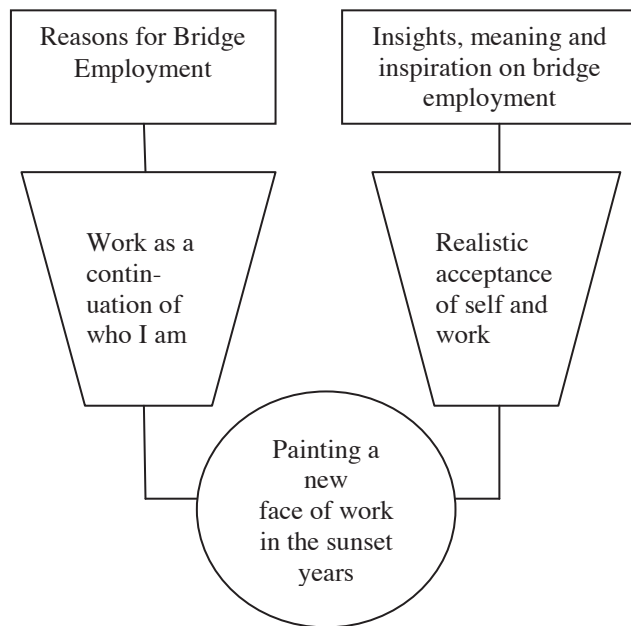 Reasons for Bridge
Employment
Insights, meaning and
inspiration on bridge
employment
Work as a
contin-
uation of
who I am
Realistic
acceptance
of self and
work
Painting a
new
face of work
in the sunset
years